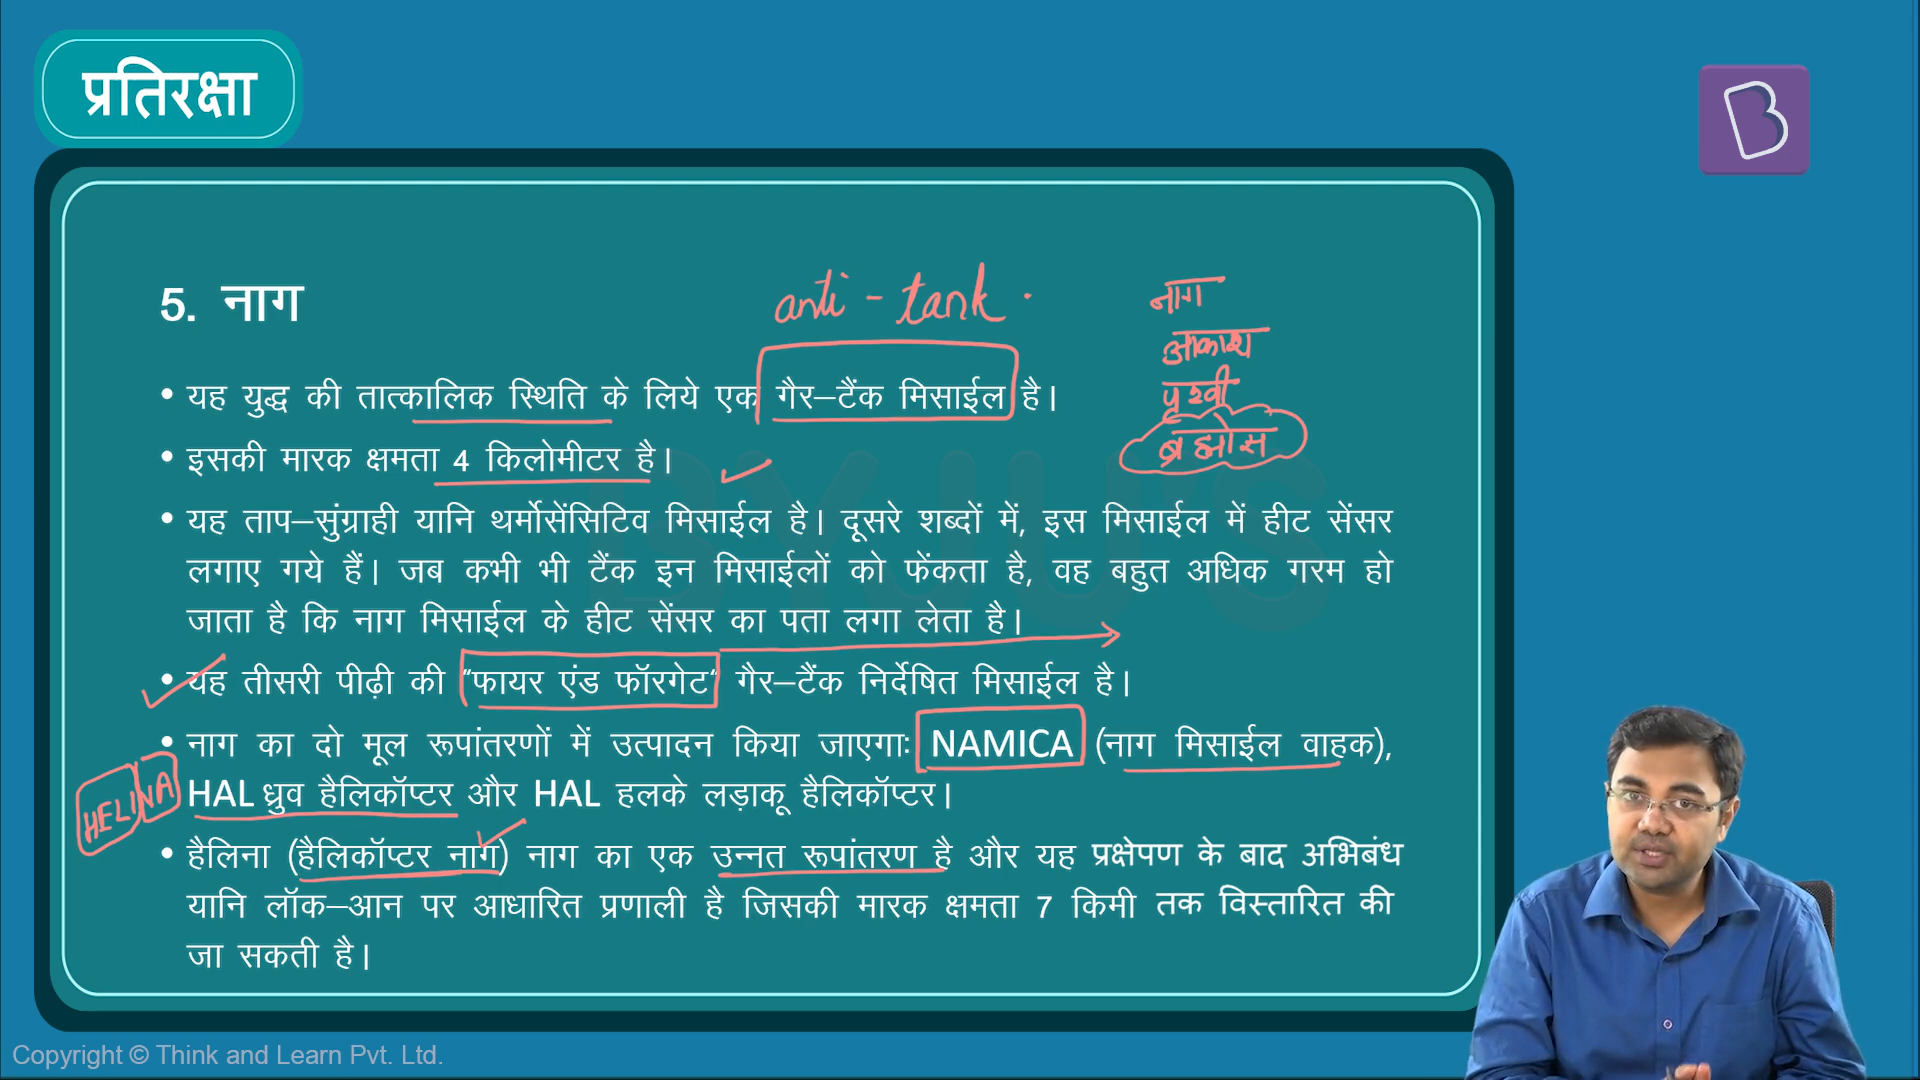 प्रतिरक्षा
B
5. नाग
anti - tank .
नाग
आकाश
पृथ्वी
ब्रह्मोस
• यह युद्ध की तात्कालिक स्थिति के लिये एक गैर–टैंक मिसाईल है।
• इसकी मारक क्षमता 4 किलोमीटर है।
• यह ताप–सुंग्राही यानि थर्मोसेंसिटिव मिसाईल है। दूसरे शब्दों में, इस मिसाईल में हीट सेंसर
लगाए गये हैं। जब कभी भी टैंक इन मिसाईलों को फेंकता है, वह बहुत अधिक गरम हो
जाता है कि नाग मिसाईल के हीट सेंसर का पता लगा लेता है।
• यह तीसरी पीढ़ी की “फायर एंड फॉरगेट“ गैर–टैंक निर्देषित मिसाईल है।
• नाग का दो मूल रूपांतरणों में उत्पादन किया जाएगाः NAMICA (नाग मिसाईल वाहक),
HELINA
HAL ध्रुव हैलिकॉप्टर और HAL हलके लड़ाकू हैलिकॉप्टर।
• हैलिना (हैलिकॉप्टर नाग) नाग का एक उन्नत रूपांतरण है और यह प्रक्षेपण के बाद अभिबंध
यानि लॉक–आन पर आधारित प्रणाली है जिसकी मारक क्षमता 7 किमी तक विस्तारित की
जा सकती है।
BYJU'S
Copyright © Think and Learn Pvt. Ltd.